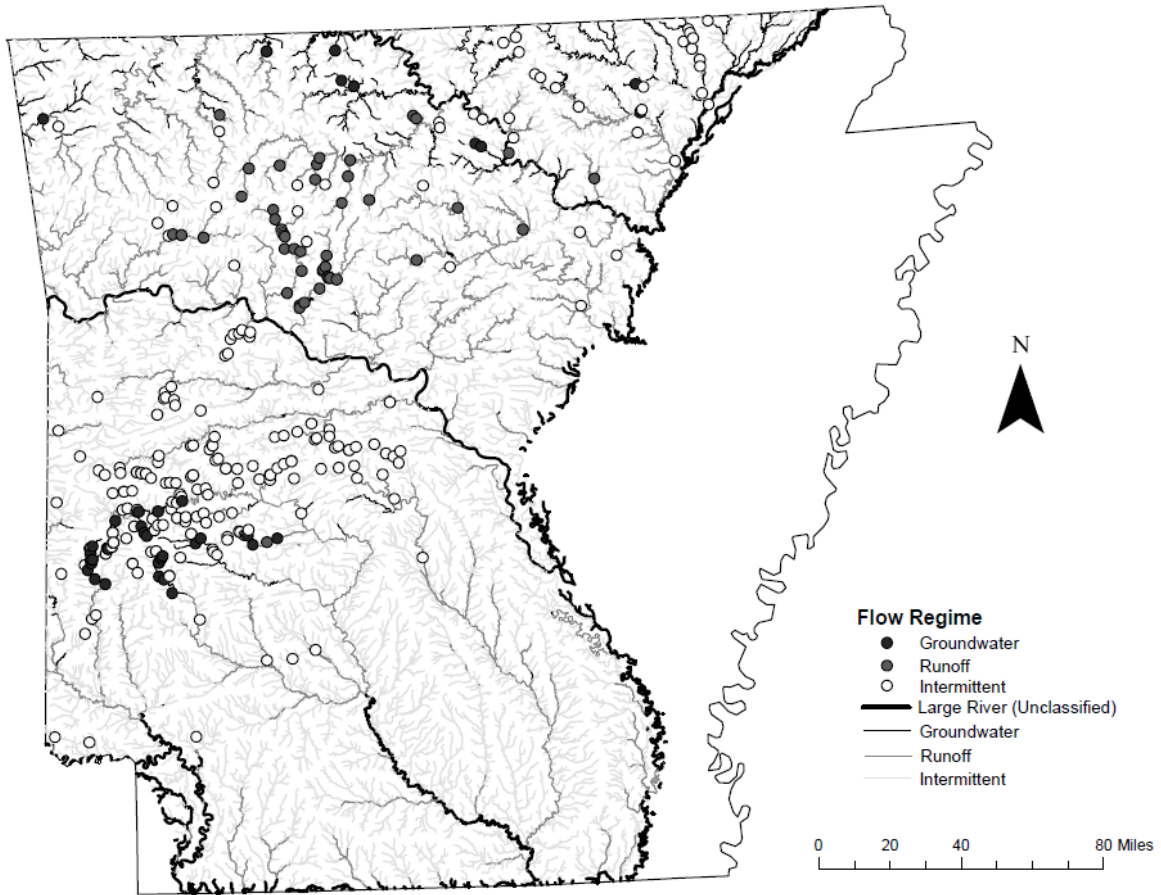 N
Flow Regime
Groundwater
Runoff
Intermittent
Large River (Unclassified)
Groundwater
Runoff
Intermittent
0 20 40 80 Miles